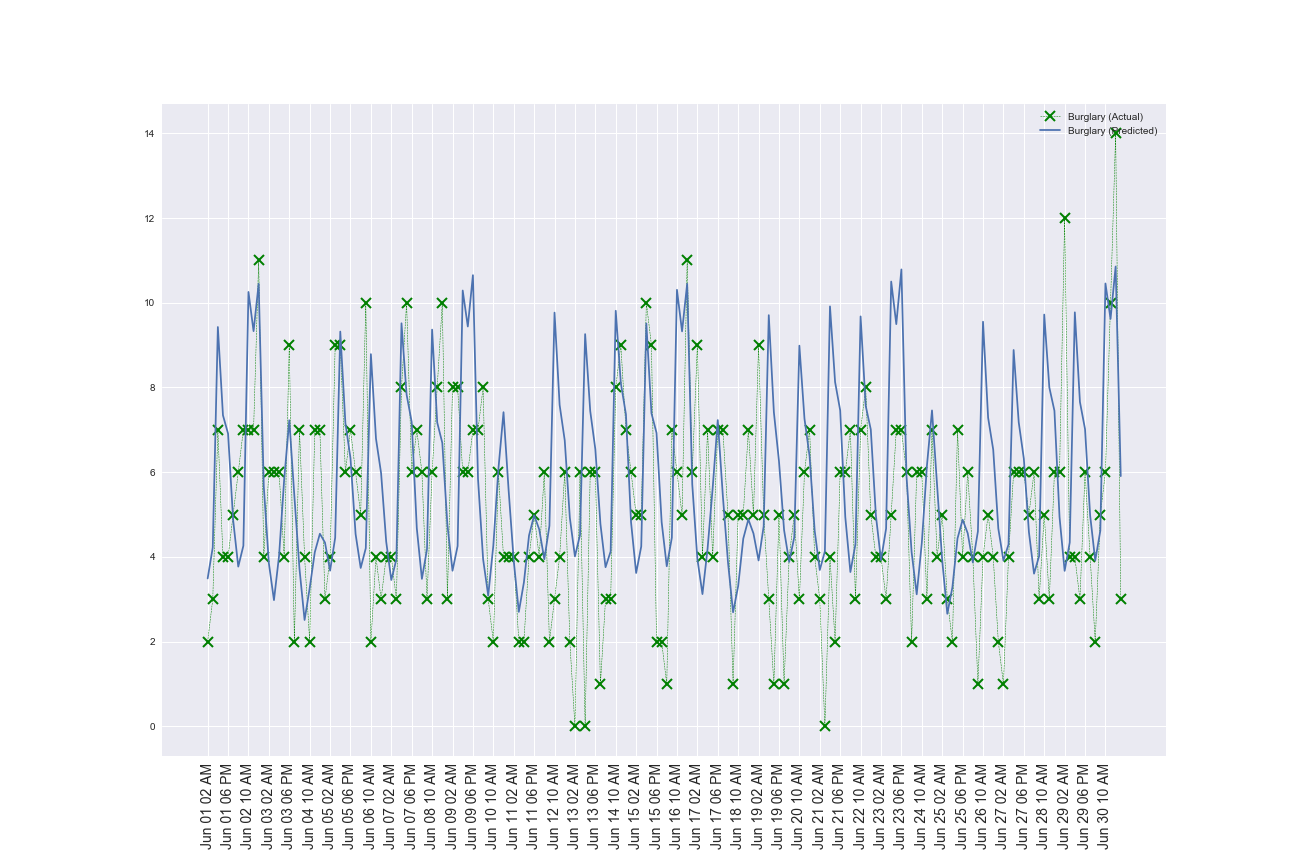 Burglary (Actual)
Burglary (Predicted)
14
12
10
8
6
4
2
0
Jun 01 02 AM
Jun 01 06 PM
Jun 02 10 AM
Jun 03 02 AM
Jun 03 06 PM
Jun 04 10 AM
Jun 05 02 AM
Jun 05 06 PM
Jun 06 10 AM
Jun 07 02 AM
Jun 07 06 PM
Jun 08 10 AM
Jun 09 02 AM
Jun 09 06 PM
Jun 10 10 AM
Jun 11 02 AM
Jun 11 06 PM
Jun 12 10 AM
Jun 13 02 AM
Jun 13 06 PM
Jun 14 10 AM
Jun 15 02 AM
Jun 15 06 PM
Jun 16 10 AM
Jun 17 02 AM
Jun 17 06 PM
Jun 18 10 AM
Jun 19 02 AM
Jun 19 06 PM
Jun 20 10 AM
Jun 21 02 AM
Jun 21 06 PM
Jun 22 10 AM
Jun 23 02 AM
Jun 23 06 PM
Jun 24 10 AM
Jun 25 02 AM
Jun 25 06 PM
Jun 26 10 AM
Jun 27 02 AM
Jun 27 06 PM
Jun 28 10 AM
Jun 29 02 AM
Jun 29 06 PM
Jun 30 10 AM